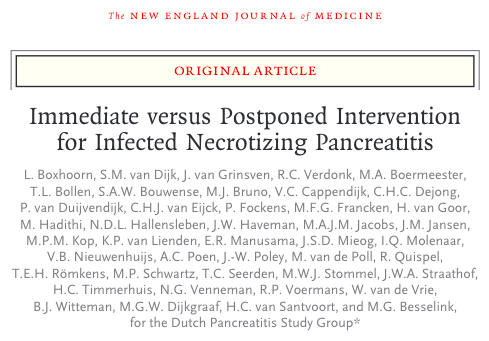 The NEW ENGLAND JOURNAL of MEDICINE
ORIGINAL ARTICLE
Immediate versus Postponed Intervention
for Infected Necrotizing Pancreatitis
L. Boxhoorn, S.M. van Dijk, J. van Grinsven, R.C. Verdonk, M.A. Boermeester,
T.L. Bollen, S.A.W. Bouwense, M.J. Bruno, V.C. Cappendijk, C.H.C. Dejong,
P. van Duijvendijk, C.H.J. van Eijck, P. Fockens, M.F.G. Francken, H. van Goor,
M. Hadithi, N.D.L. Hallensleben, J.W. Haveman, M.A.J.M. Jacobs, J.M. Jansen,
M.P.M. Kop, K.P. van Lienden, E.R. Manusama, J.S.D. Mieog, I.Q. Molenaar,
V.B. Nieuwenhuijs, A.C. Poen, J.-W. Poley, M. van de Poll, R. Quispel,
T.E.H. Römkens, M.P. Schwartz, T.C. Seerden, M.W.J. Stommel, J.W.A. Straathof,
H.C. Timmerhuis, N.G. Venneman, R.P. Voermans, W. van de Vrie,
B.J. Witteman, M.G.W. Dijkgraaf, H.C. van Santvoort, and M.G. Besselink,
for the Dutch Pancreatitis Study Group*